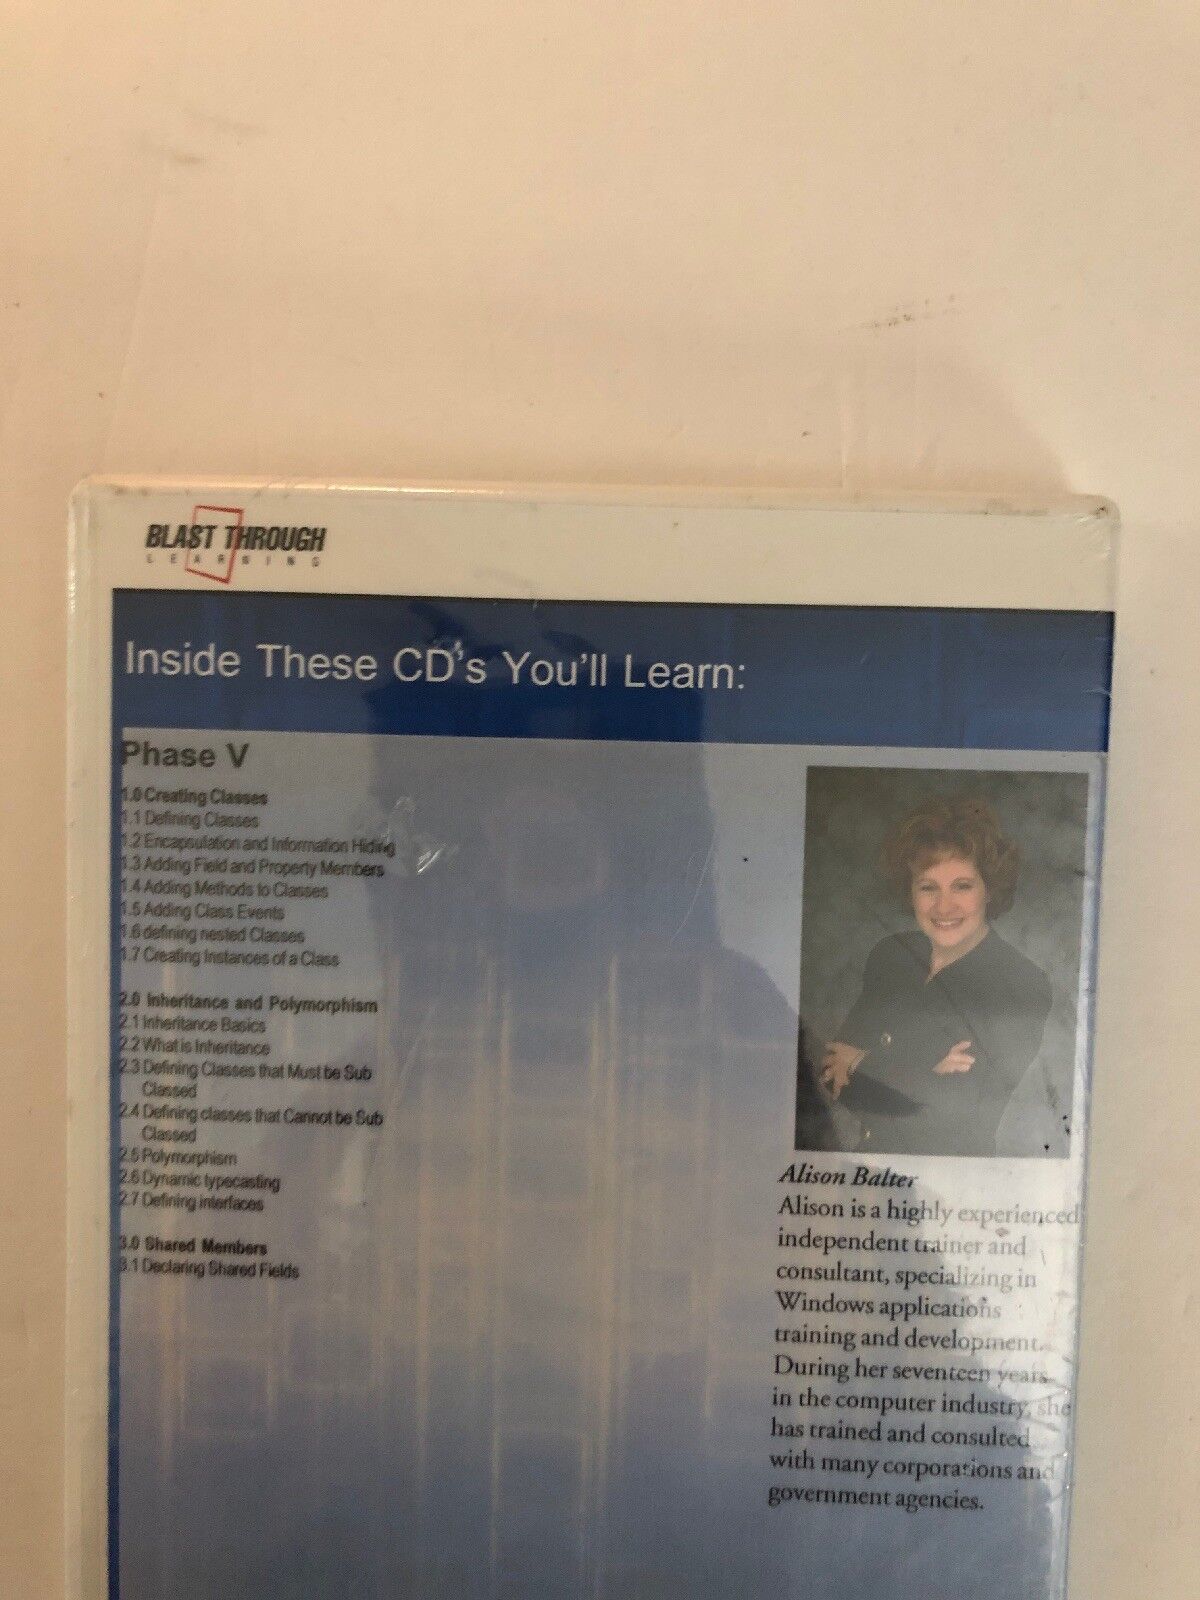 BLAST THROUGH
LEARNING
Inside These CD's You'll Learn:
Phase V
1.0 Creating Classes
1.1 Defining Classes
1.2 Encapsulation and Information Hiding
1.3 Adding Field and Property Members
1.4 Adding Methods to Classes
1.5 Adding Class Events
1.6 defining nested Classes
1.7 Creating Instances of a Class
2.0 Inheritance and Polymorphism
2.1 Inheritance Basics
2.2 What is Inheritance
2.3 Defining Classes that Must be Sub
Classed
2.4 Defining classes that Cannot be Sub
Classed
2.5 Polymorphism
2.6 Dynamic typecasting
2.7 Defining interfaces
3.0 Shared Members
3.1 Declaring Shared Fields
Alison Balter
Alison is a highly experienced
independent trainer and
consultant, specializing in
Windows applications
training and development.
During her seventeen years
in the computer industry, she
has trained and consulted
with many corporations and
government agencies.